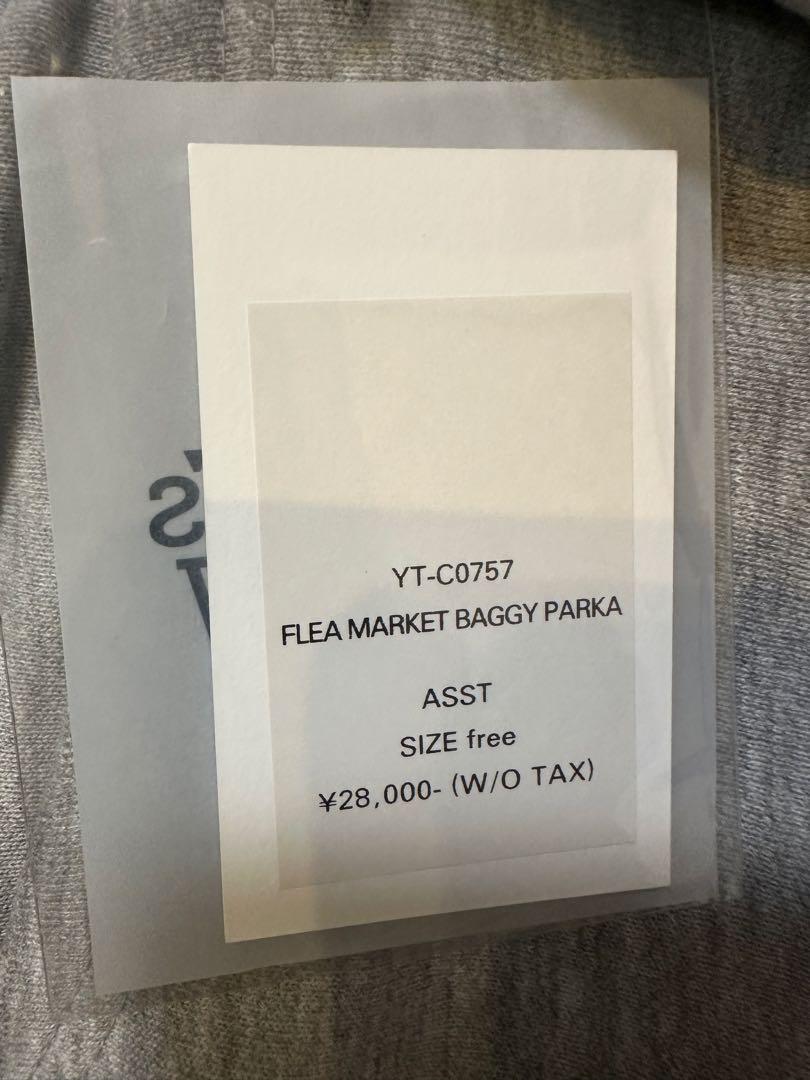 YT-C0757
FLEA MARKET BAGGY PARKA
ASST
SIZE free
¥28,000- (W/O TAX)